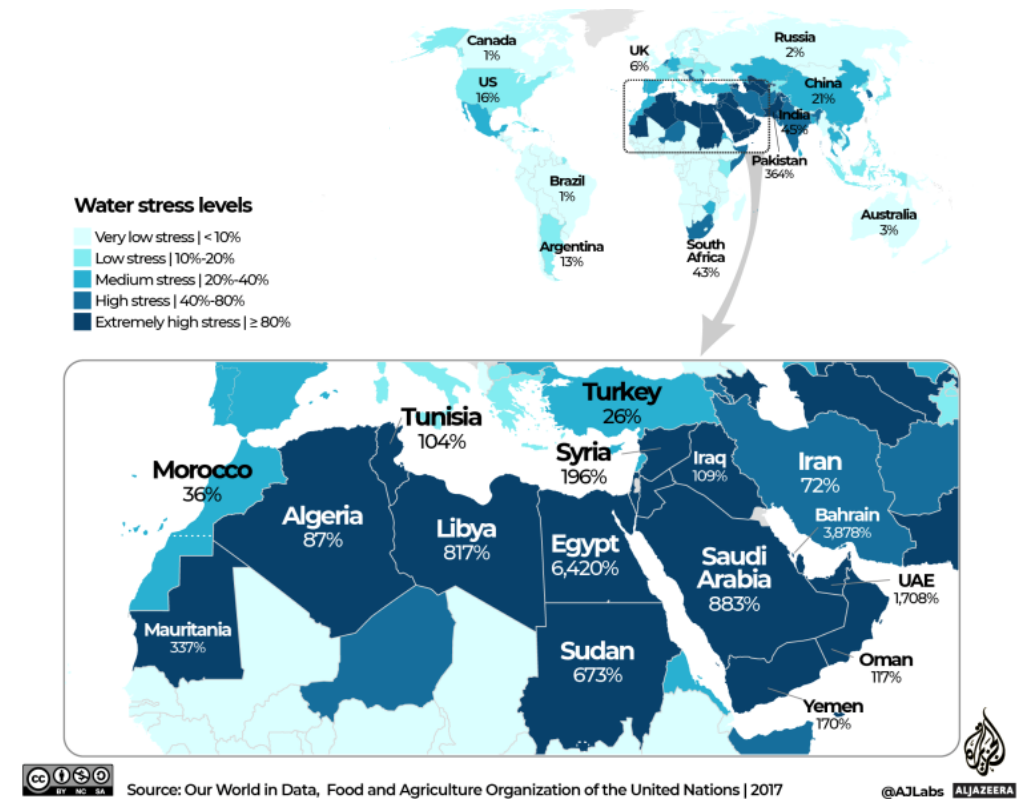 Canada
1%
US
16%
UK
6%
Russia
2%
China
21%
India
45%
Pakistan
364%
Brazil
1%
Argentina
13%
South
Africa
43%
Australia
3%
Water stress levels
Very low stress | < 10%
Low stress | 10%-20%
Medium stress | 20%-40%
High stress | 40%-80%
Extremely high stress | ≥ 80%
Turkey
26%
Tunisia
104%
Syria
196%
Iraq
109%
Iran
72%
Morocco
36%
Algeria
87%
Libya
817%
Egypt
6,420%
Bahrain
3,878%
Saudi
Arabia
883%
UAE
1,708%
Mauritania
337%
Sudan
673%
Oman
117%
Yemen
170%
cc
BY NC SA
Source: Our World in Data, Food and Agriculture Organization of the United Nations | 2017
@AJLabs
الجزيرة
ALJAZEERA